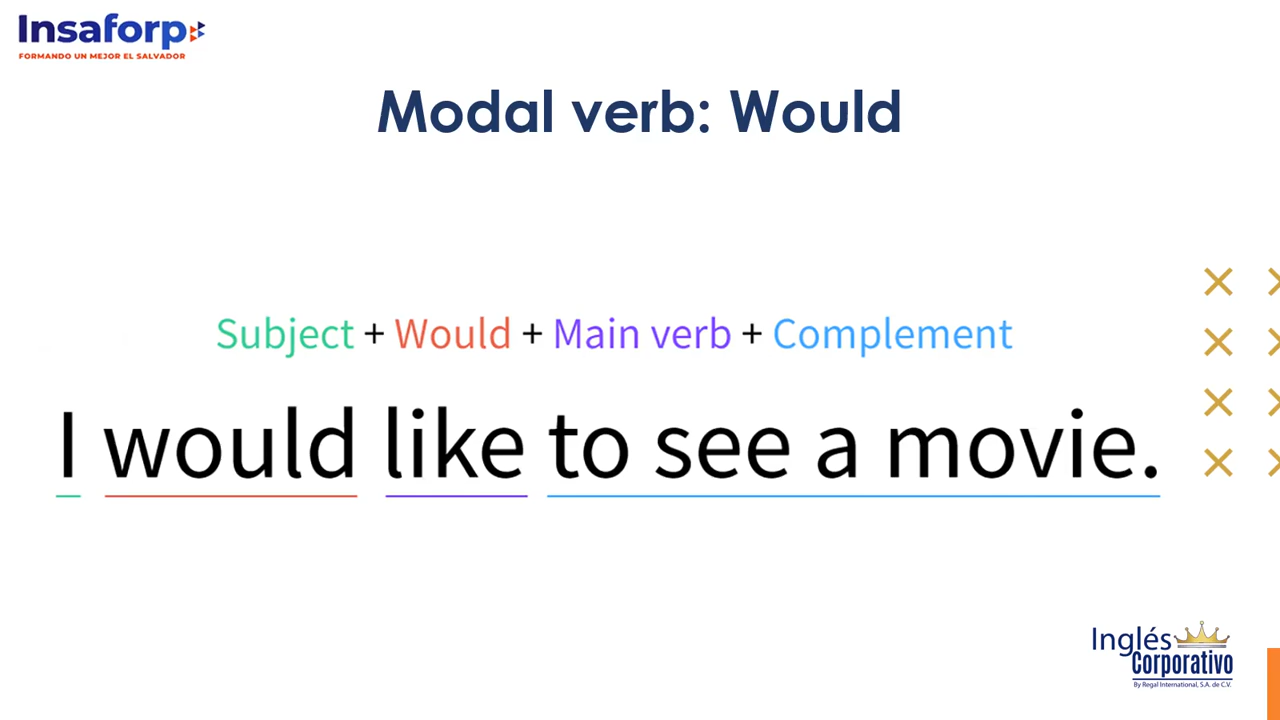 Insaforp
FORMANDO UN MEJOR EL SALVADOR
Modal verb: Would
Subject + Would + Main verb + Complement
I would like to see a movie.
Inglés
Corporativo
By Regal International, S.A. de C.V.